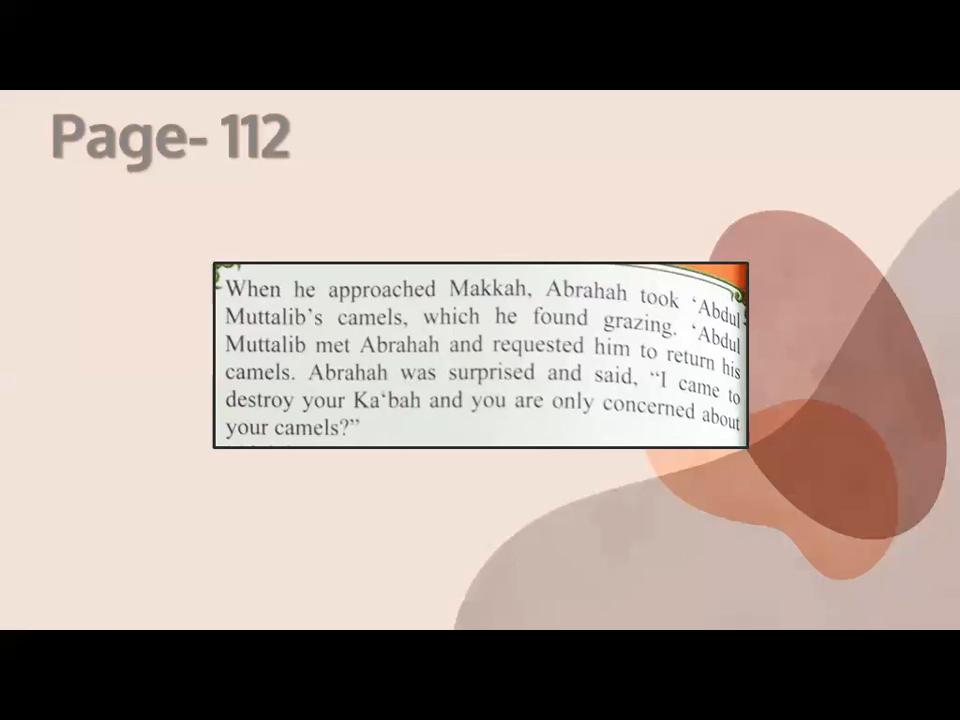 Page- 112
When he approached Makkah, Abrahah took ‘Abdul
Muttalib’s camels, which he found grazing. ‘Abdul
Muttalib met Abrahah and requested him to return his
camels. Abrahah was surprised and said, “I came to
destroy your Ka‘bah and you are only concerned about
your camels?”